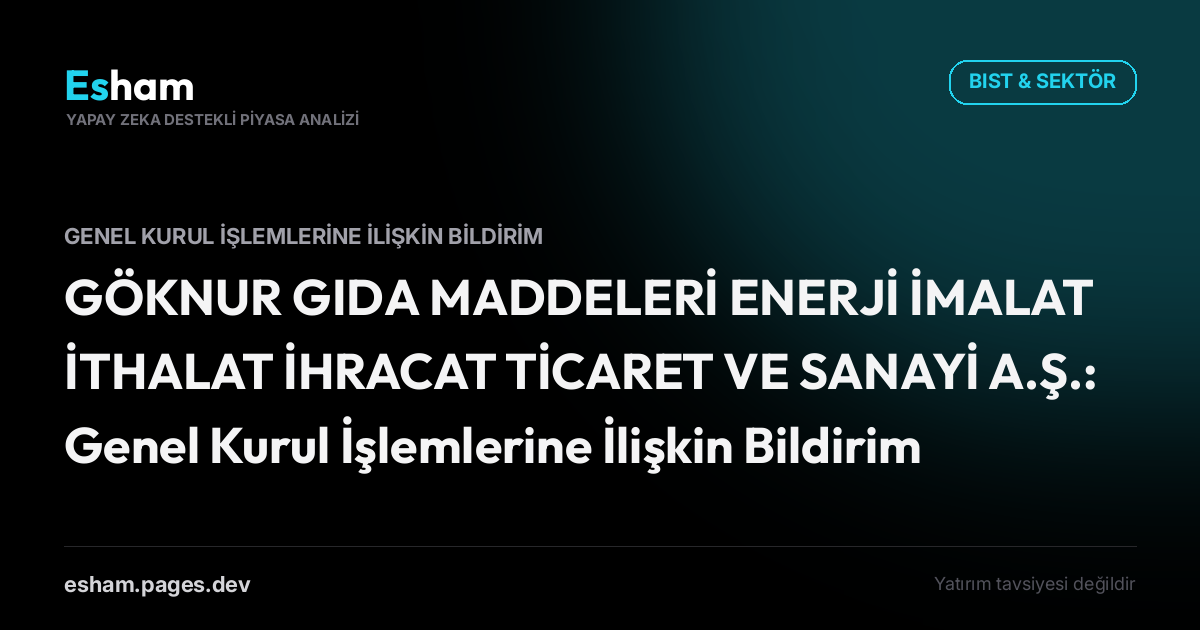 Esham
YAPAY ZEKA DESTEKLİ PİYASA ANALİZİ
BIST & SEKTÖR
GENEL KURUL İŞLEMLERİNE İLİŞKİN BİLDİRİM
GÖKNUR GIDA MADDELERİ ENERJİ İMALAT
İTHALAT İHRACAT TİCARET VE SANAYİ A.Ş.:
Genel Kurul İşlemlerine İlişkin Bildirim
esham.pages.dev
Yatırım tavsiyesi değildir